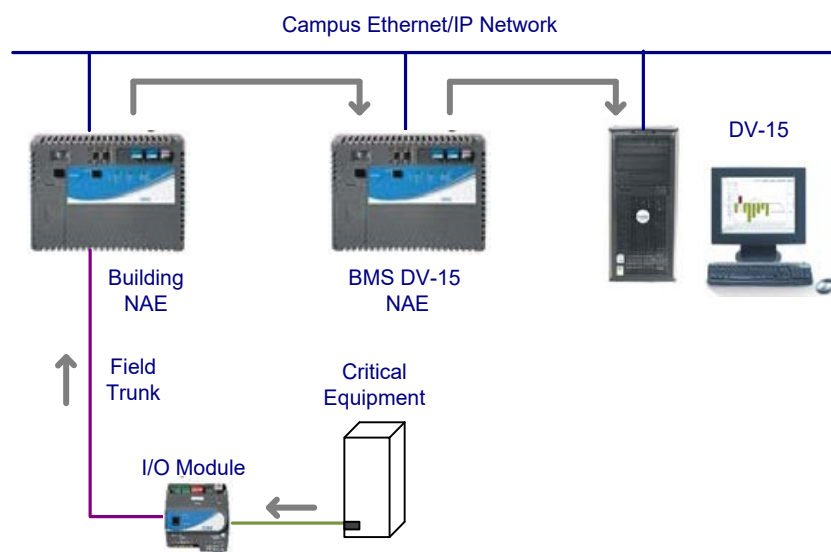 Campus Ethernet/IP Network
DV-15
Building
NAE
BMS DV-15
NAE
Field
Trunk
Critical
Equipment
I/O Module